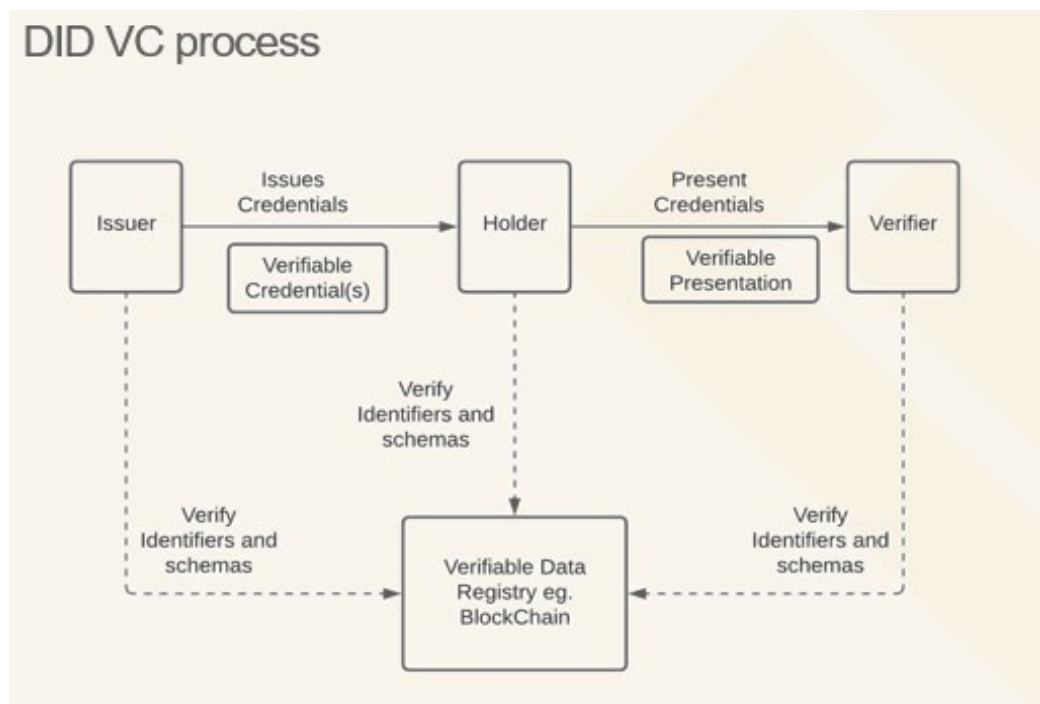 DID VC process
Issues
Credentials
Present
Credentials
Issuer
Holder
Verifier
Verifiable
Credential(s)
Verifiable
Presentation
Verify
Identifiers and
schemas
Verify
Identifiers and
schemas
Verify
Identifiers and
schemas
Verifiable Data
Registry eg.
BlockChain